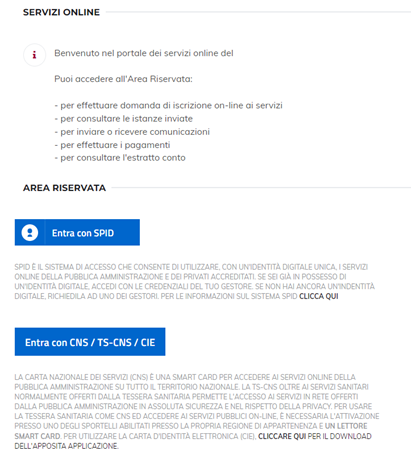 SERVIZI ONLINE
Benvenuto nel portale dei servizi online del
Puoi accedere all'Area Riservata:
- per effettuare domanda di iscrizione on-line ai servizi
- per consultare le istanze inviate
- per inviare o ricevere comunicazioni
- per effettuare i pagamenti
- per consultare l'estratto conto
AREA RISERVATA
Entra con SPID
SPID È IL SISTEMA DI ACCESSO CHE CONSENTE DI UTILIZZARE, CON UN'IDENTITÀ DIGITALE UNICA, I SERVIZI
ONLINE DELLA PUBBLICA AMMINISTRAZIONE E DEI PRIVATI ACCREDITATI. SE SEI GIÀ IN POSSESSO DI
UN'IDENTITÀ DIGITALE, ACCEDI CON LE CREDENZIALI DEL TUO GESTORE. SE NON HAI ANCORA UN'INDENTITÀ
DIGITALE, RICHIEDILA AD UNO DEI GESTORI. PER LE INFORMAZIONI SUL SISTEMA SPID CLICCA QUI
Entra con CNS / TS-CNS / CIE
LA CARTA NAZIONALE DEI SERVIZI (CNS) È UNA SMART CARD PER ACCEDERE AI SERVIZI ONLINE DELLA
PUBBLICA AMMINISTRAZIONE SU TUTTO IL TERRITORIO NAZIONALE. LA TS-CNS OLTRE AI SERVIZI SANITARI
NORMALMENTE OFFERTI DALLA TESSERA SANITARIA PERMETTE L'ACCESSO AI SERVIZI IN RETE OFFERTI
DALLA PUBBLICA AMMINISTRAZIONE IN ASSOLUTA SICUREZZA E NEL RISPETTO DELLA PRIVACY. PER USARE
LA TESSERA SANITARIA COME CNS ED ACCEDERE AI SERVIZI PUBBLICI ON-LINE, È NECESSARIA L'ATTIVAZIONE
PRESSO UNO DEGLI SPORTELLI ABILITATI PRESSO LA PROPRIA REGIONE DI APPARTENENZA E UN LETTORE
SMART CARD. PER UTILIZZARE LA CARTA D'IDENTITÀ ELETTRONICA (CIE), CLICCARE QUI PER IL DOWNLOAD
DELL'APPOSITA APPLICAZIONE.